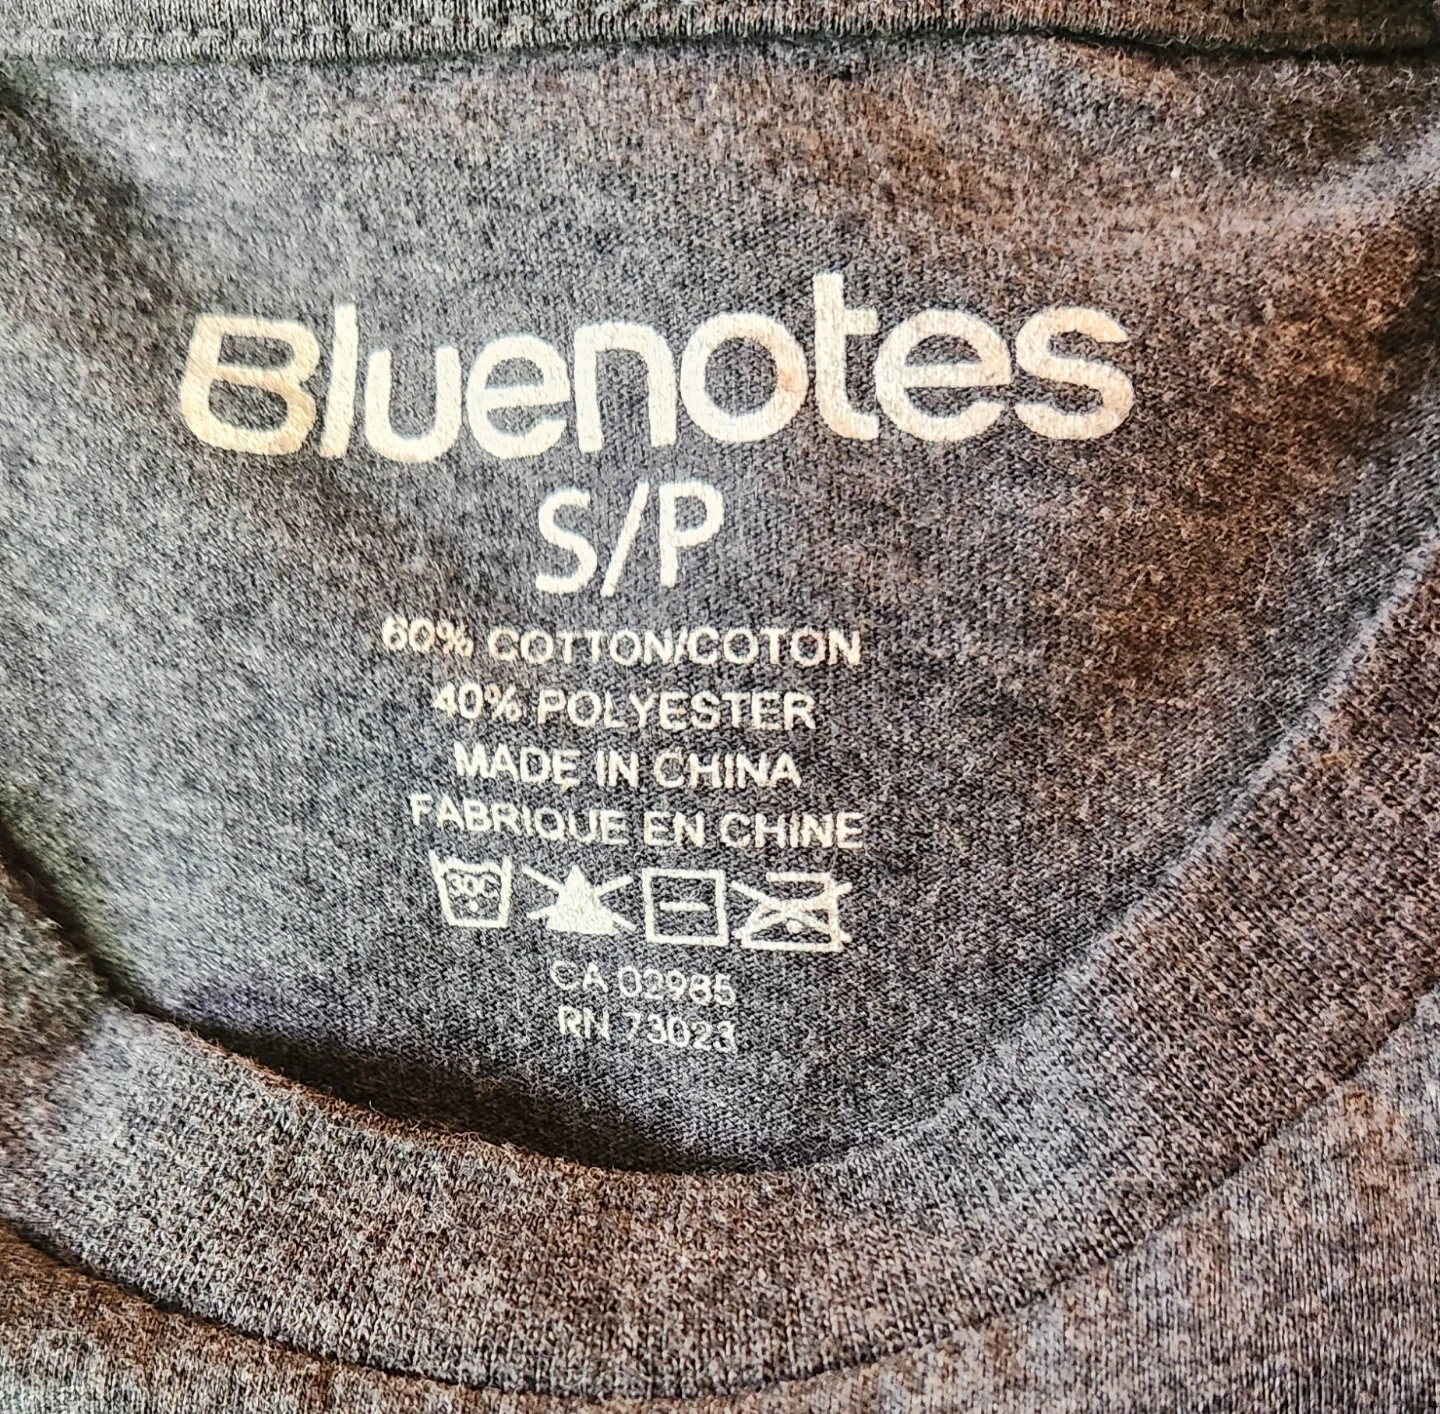 Bluenotes
S/P
60% COTTON/COTON
40% POLYESTER
MADE IN CHINA
FABRIQUE EN CHINE
30C
CA 02985
RN 73023